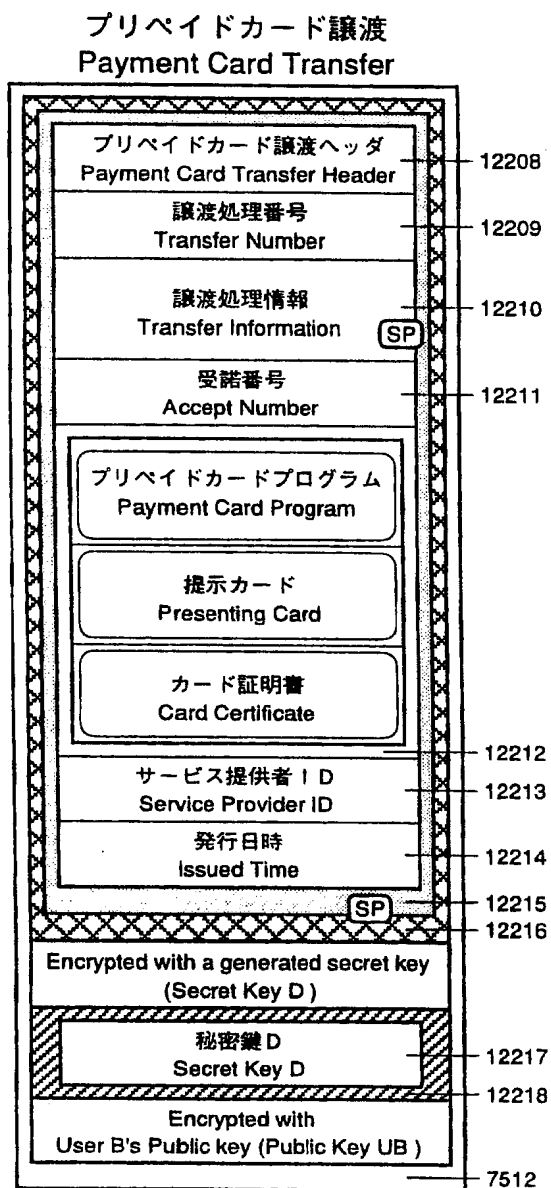 プリペイドカード譲渡
Payment Card Transfer
プリペイドカード譲渡ヘッダ
Payment Card Transfer Header
12208
譲渡処理番号
Transfer Number
12209
譲渡処理情報
Transfer Information
SP
12210
受諾番号
Accept Number
12211
プリペイドカードプログラム
Payment Card Program
提示カード
Presenting Card
カード証明書
Card Certificate
12212
サービス提供者ID
Service Provider ID
12213
発行日時
Issued Time
12214
SP
12215
12216
Encrypted with a generated secret key
(Secret Key D )
秘密鍵D
Secret Key D
12217
12218
Encrypted with
User B's Public key (Public Key UB )
7512